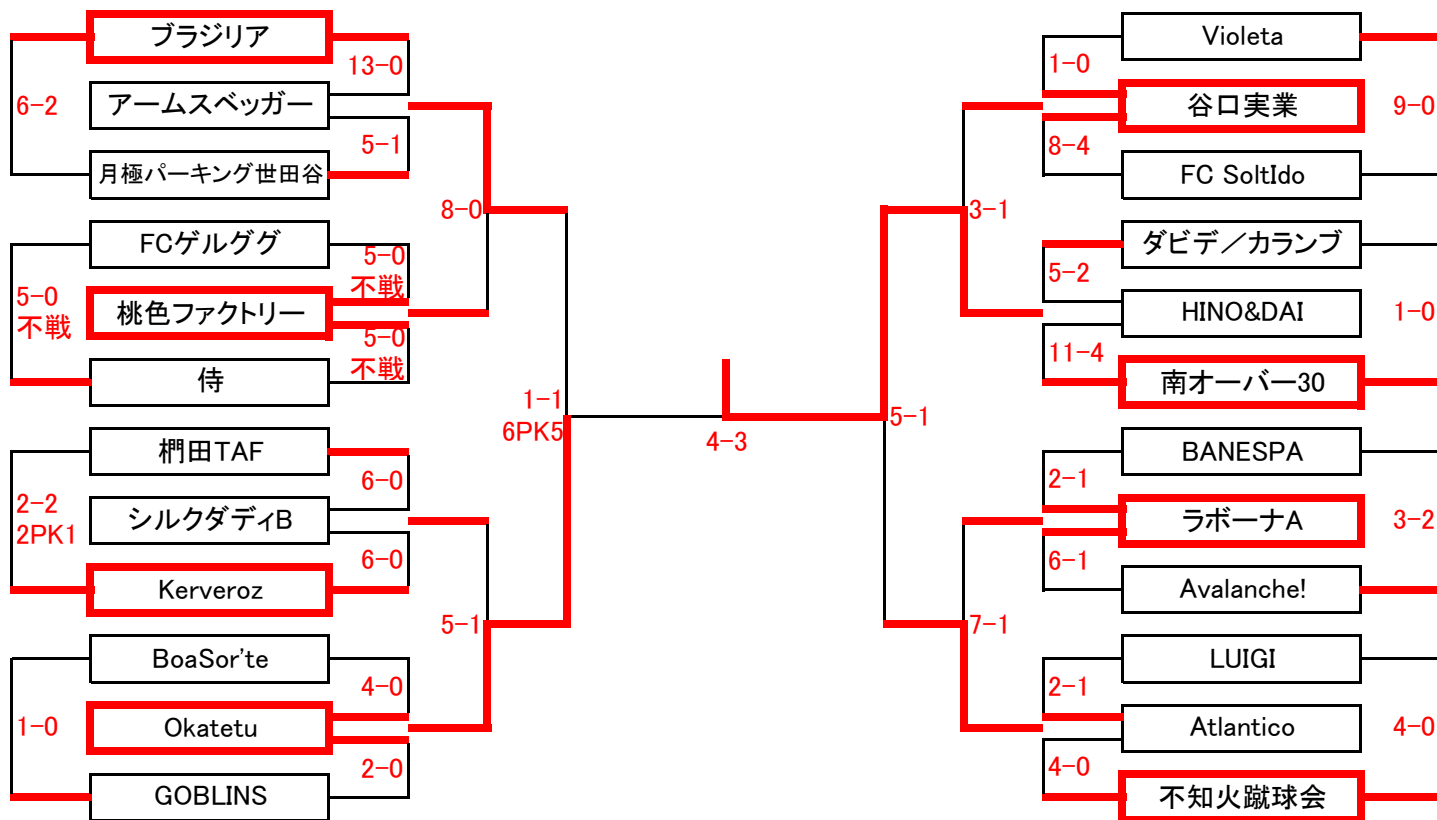 ブラジリア
13-0
6-2
アームスベッガー
5-1
月極パーキング世田谷
8-0
FCゲルググ
5-0
不戦
5-0
不戦
桃色ファクトリー
5-0
不戦
侍
1-1
6PK5
椚田TAF
6-0
2-2
2PK1
シルクダディB
6-0
Kerveroz
5-1
BoaSor'te
4-0
1-0
Okatetu
2-0
GOBLINS
4-3
Violeta
1-0
谷口実業
9-0
8-4
FC SoltIdo
3-1
ダビデ／カランブ
5-2
HINO&DAI
1-0
11-4
南オーバー30
5-1
BANESPA
2-1
ラボーナA
3-2
6-1
Avalanche!
7-1
LUIGI
2-1
Atlantico
4-0
4-0
不知火蹴球会